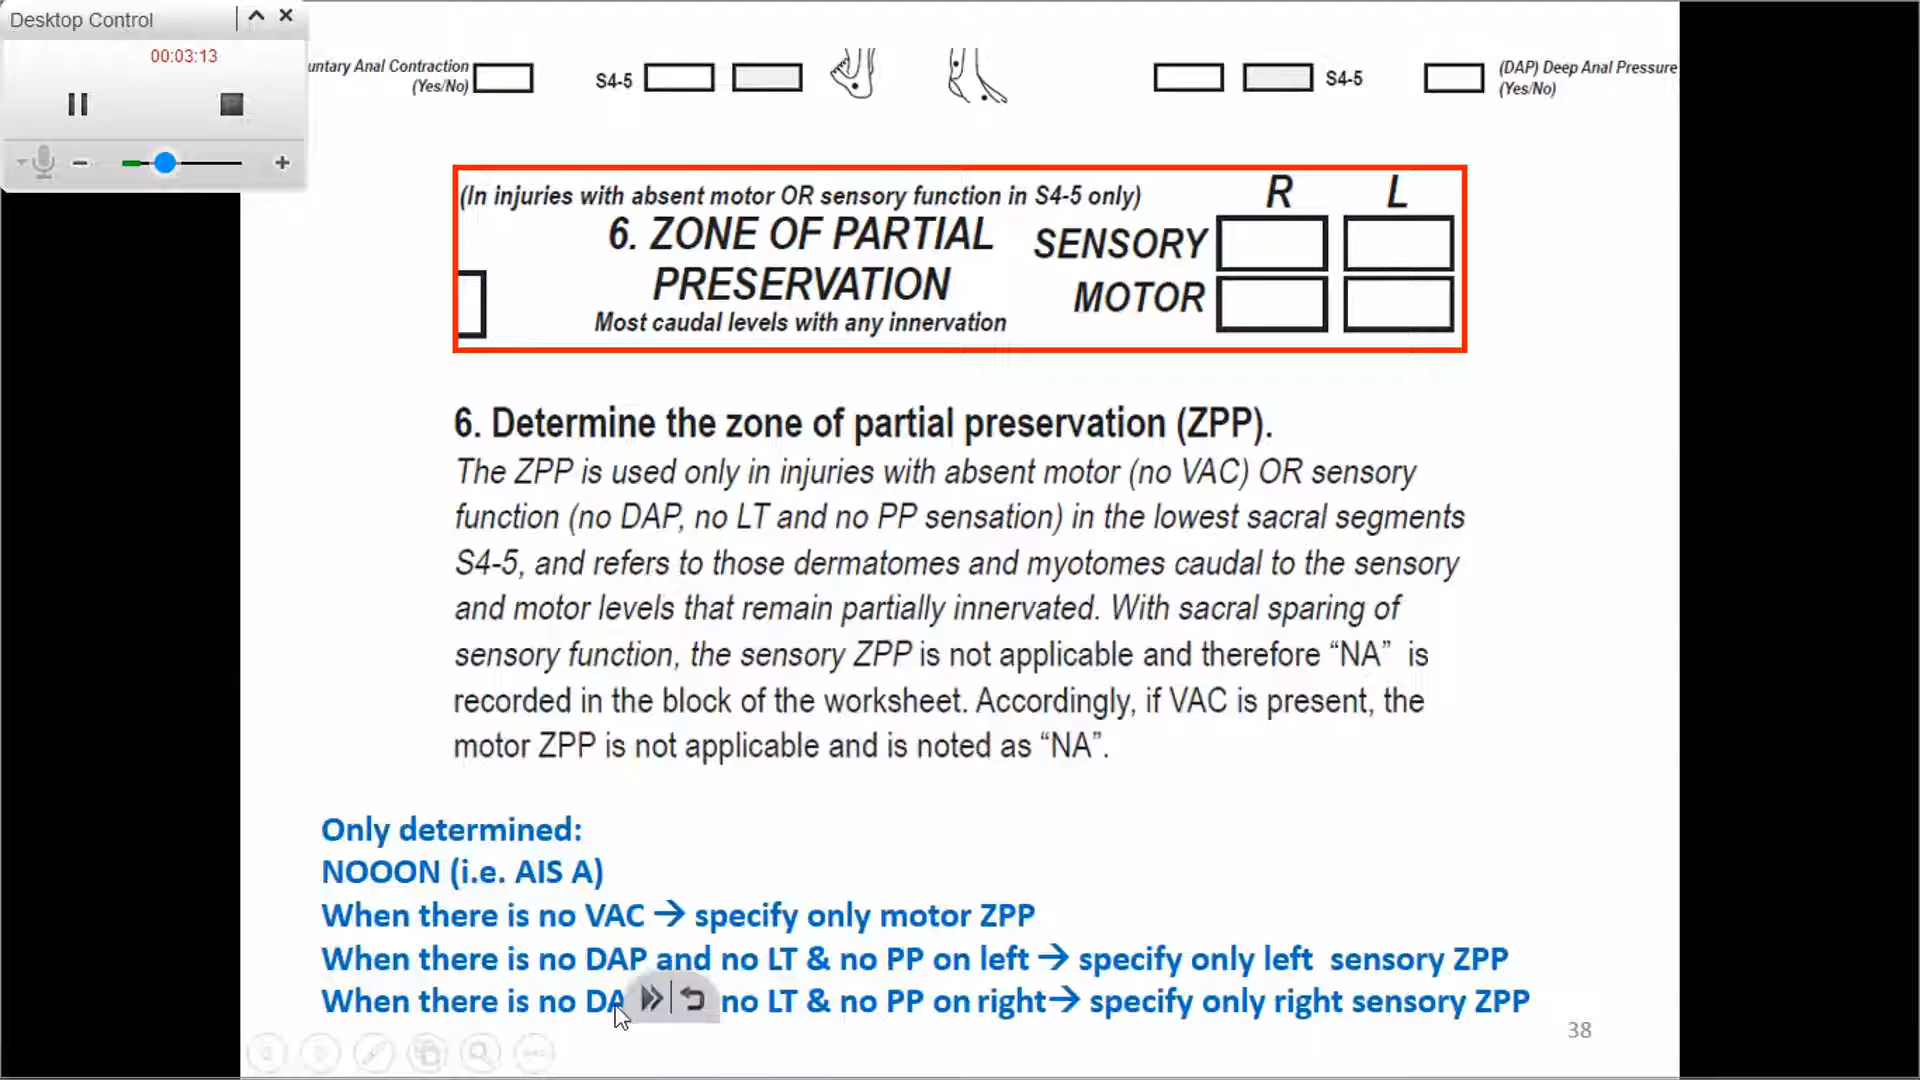 Desktop Control
00:03:13
untary Anal Contraction
(Yes/No)
S4-5
S4-5
(DAP) Deep Anal Pressure
(Yes/No)
(In injuries with absent motor OR sensory function in S4-5 only)
R L
6. ZONE OF PARTIAL
PRESERVATION
Most caudal levels with any innervation
SENSORY
MOTOR
6. Determine the zone of partial preservation (ZPP).
The ZPP is used only in injuries with absent motor (no VAC) OR sensory
function (no DAP, no LT and no PP sensation) in the lowest sacral segments
S4-5, and refers to those dermatomes and myotomes caudal to the sensory
and motor levels that remain partially innervated. With sacral sparing of
sensory function, the sensory ZPP is not applicable and therefore “NA” is
recorded in the block of the worksheet. Accordingly, if VAC is present, the
motor ZPP is not applicable and is noted as “NA”.
Only determined:
NOOON (i.e. AIS A)
When there is no VAC → specify only motor ZPP
When there is no DAP and no LT & no PP on left → specify only left sensory ZPP
When there is no DA no LT & no PP on right→ specify only right sensory ZPP
38